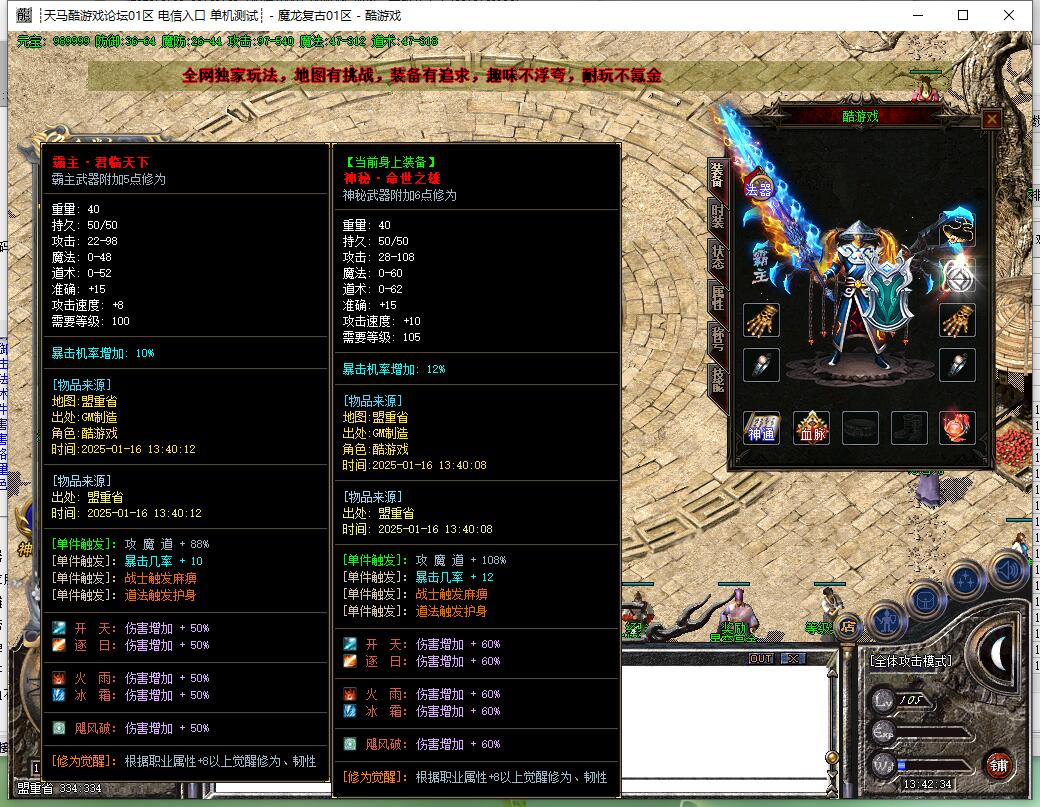 天马酷游戏论坛01区 电信入口 单机测试 - 魔龙复古01区 - 酷游戏
元宝: 989999 防御:36-64 魔防:26-44 攻击:97-540 魔法:47-312 道术:47-318
全网独家玩法，地图有挑战，装备有追求，趣味不浮夸，耐玩不氪金
霸主·君临天下
霸主武器附加5点修为
重量: 40
持久: 50/50
攻击: 22-98
魔法: 0-48
道术: 0-52
准确: +15
攻击速度: +8
需要等级: 100
暴击机率增加: 10%
[物品来源]
地图:盟重省
出处:GM制造
角色:酷游戏
时间:2025-01-16 13:40:12
[物品来源]
出处: 盟重省
时间: 2025-01-16 13:40:12
[单件触发]: 攻 魔 道 + 88%
[单件触发]: 暴击几率 + 10
[单件触发]: 战士触发麻痹
[单件触发]: 道法触发护身
开 天: 伤害增加 + 50%
逐 日: 伤害增加 + 50%
火 雨: 伤害增加 + 50%
冰 霜: 伤害增加 + 50%
飓风破: 伤害增加 + 50%
[修为觉醒]: 根据职业属性+8以上觉醒修为、韧性
【当前身上装备】
神秘·命世之雄
神秘武器附加6点修为
重量: 40
持久: 50/50
攻击: 28-108
魔法: 0-60
道术: 0-62
准确: +15
攻击速度: +10
需要等级: 105
暴击机率增加: 12%
[物品来源]
地图:盟重省
出处:GM制造
角色:酷游戏
时间:2025-01-16 13:40:08
[物品来源]
出处: 盟重省
时间: 2025-01-16 13:40:08
[单件触发]: 攻 魔 道 + 108%
[单件触发]: 暴击几率 + 12
[单件触发]: 战士触发麻痹
[单件触发]: 道法触发护身
开 天: 伤害增加 + 60%
逐 日: 伤害增加 + 60%
火 雨: 伤害增加 + 60%
冰 霜: 伤害增加 + 60%
飓风破: 伤害增加 + 60%
[修为觉醒]: 根据职业属性+8以上觉醒修为、韧性
酷游戏
装备
时装
状态
属性
称号
技能
法器
霸主
神通
血脉
奖励
店
OUT
X
[全体攻击模式]
Lv 105
Exp
W
铺
13:42:34
盟重省 334:334